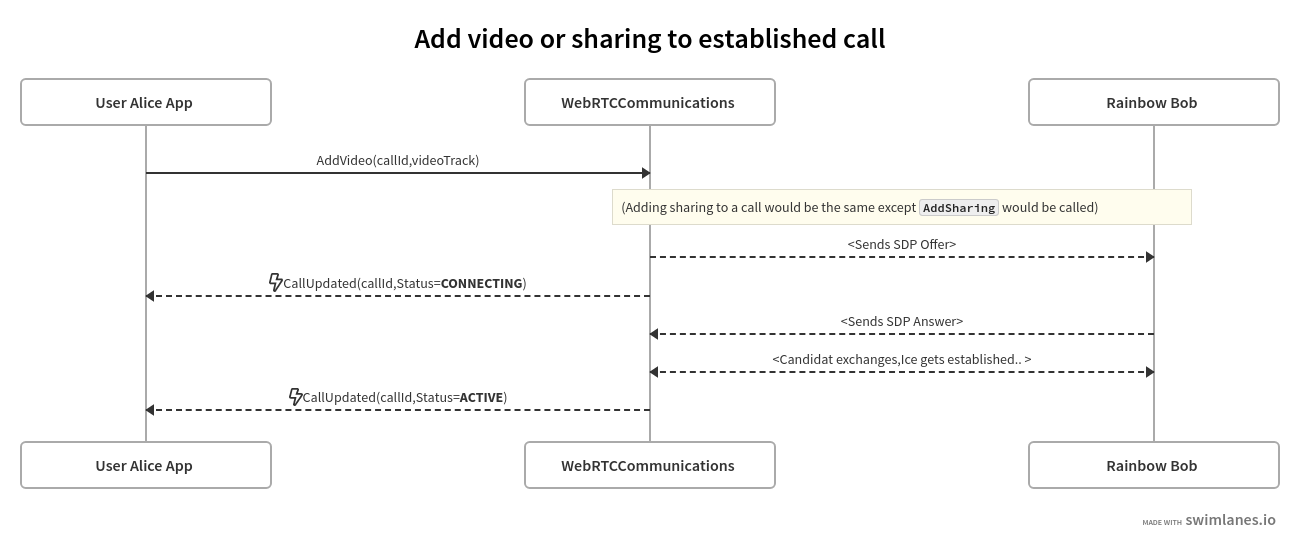 Add video or sharing to established call
User Alice App
WebRTCCommunications
Rainbow Bob
AddVideo(callId,videoTrack)
(Adding sharing to a call would be the same except AddSharing would be called)
<Sends SDP Offer>
CallUpdated(callId,Status=CONNECTING)
<Sends SDP Answer>
<Candidat exchanges,Ice gets established.. >
CallUpdated(callId,Status=ACTIVE)
User Alice App
WebRTCCommunications
Rainbow Bob
MADE WITH swimlanes.io